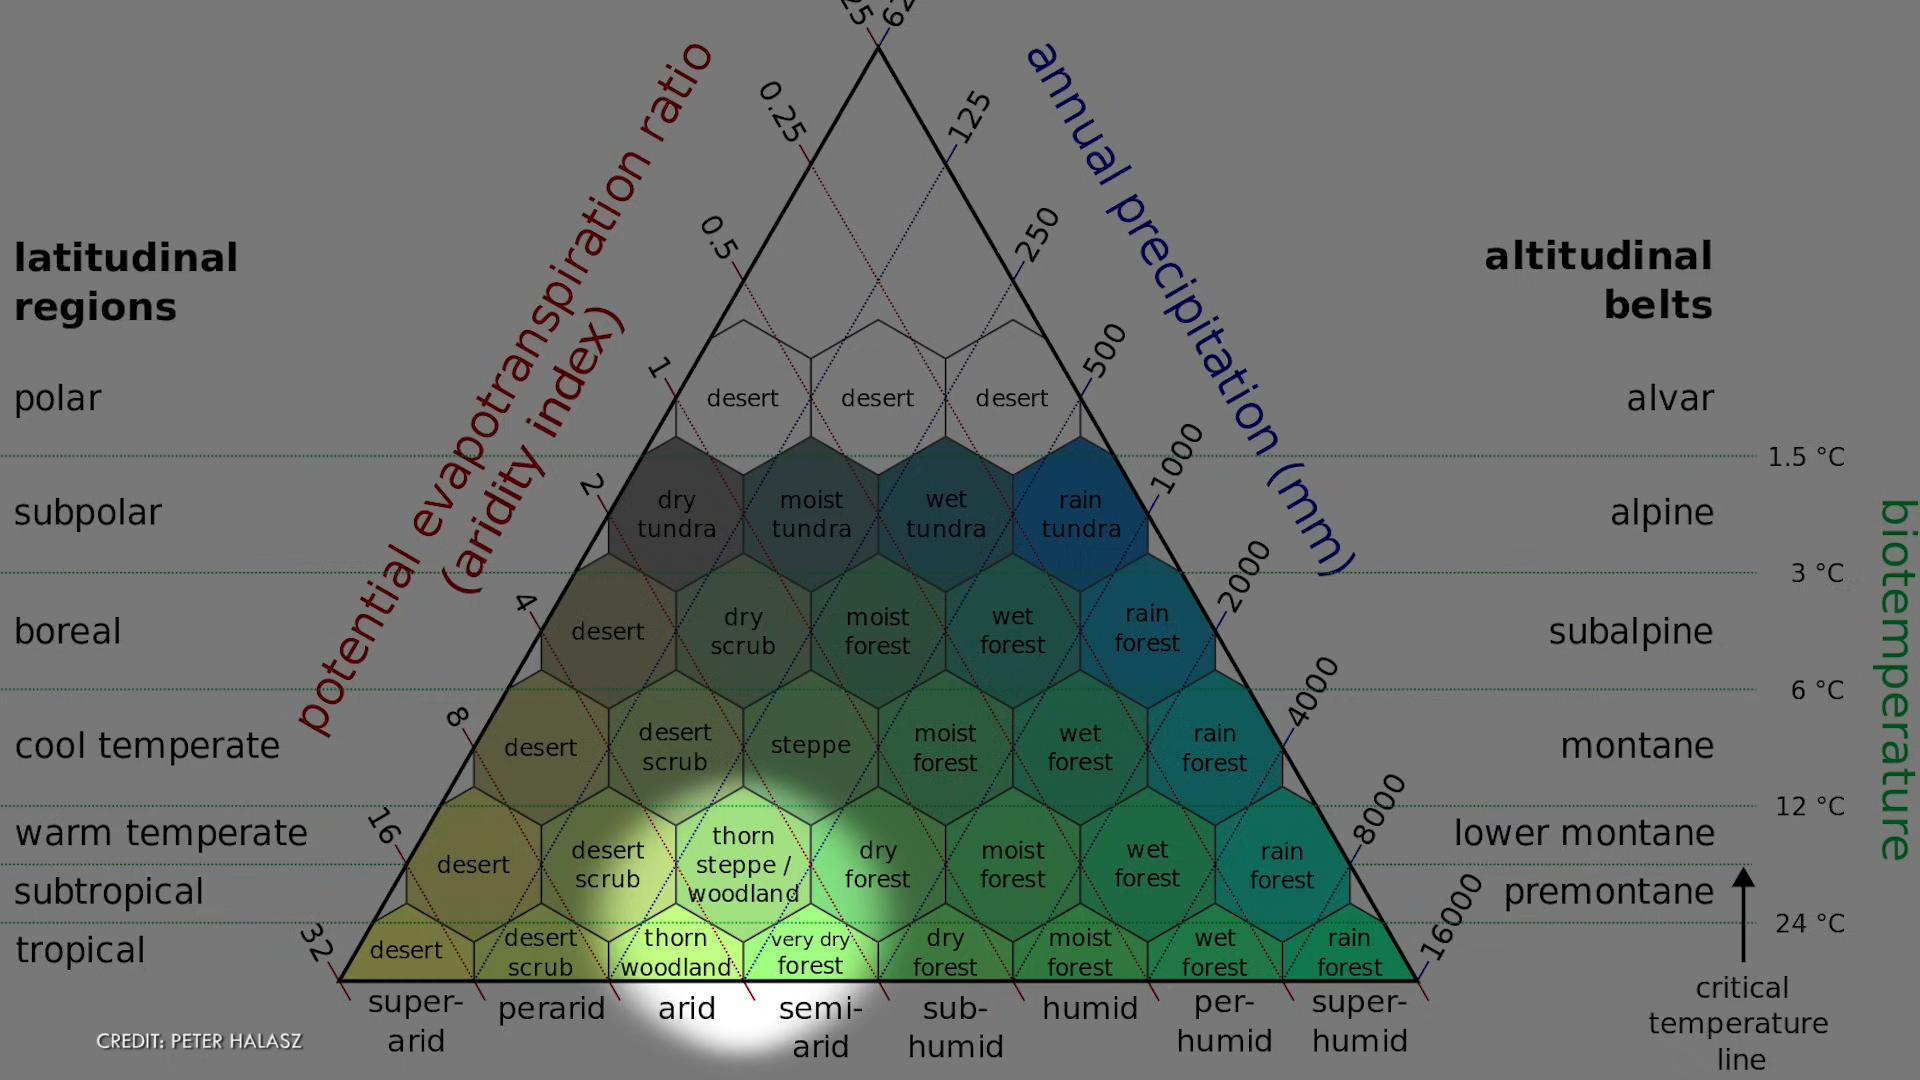 latitudinal
regions
polar
subpolar
boreal
cool temperate
warm temperate
subtropical
tropical
potential evapotranspiration ratio
(aridity index)
0.25
0.5
1
2
4
8
16
32
annual precipitation (mm)
125
250
500
1000
2000
4000
8000
16000
desert
desert
desert
dry
tundra
moist
tundra
wet
tundra
rain
tundra
desert
dry
scrub
moist
forest
wet
forest
rain
forest
desert
desert
scrub
steppe
moist
forest
wet
forest
rain
forest
desert
desert
scrub
thorn
steppe /
woodland
dry
forest
moist
forest
wet
forest
rain
forest
desert
desert
scrub
thorn
woodland
very dry
forest
dry
forest
moist
forest
wet
forest
rain
forest
super-
arid
perarid
arid
semi-
arid
sub-
humid
humid
per-
humid
super-
humid
altitudinal
belts
alvar
alpine
subalpine
montane
lower montane
premontane
1.5 °C
3 °C
6 °C
12 °C
24 °C
biotemperature
critical
temperature
line
CREDIT: PETER HALASZ